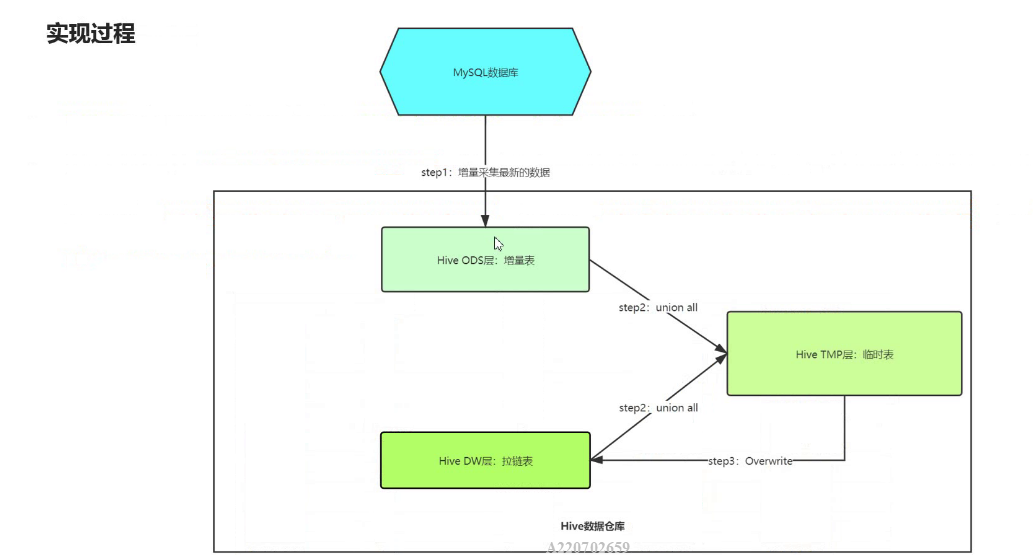 实现过程
MySQL数据库
step1：增量采集最新的数据
Hive ODS层：增量表
step2：union all
Hive TMP层：临时表
step2：union all
Hive DW层：拉链表
step3：Overwrite
Hive数据仓库
A220702659